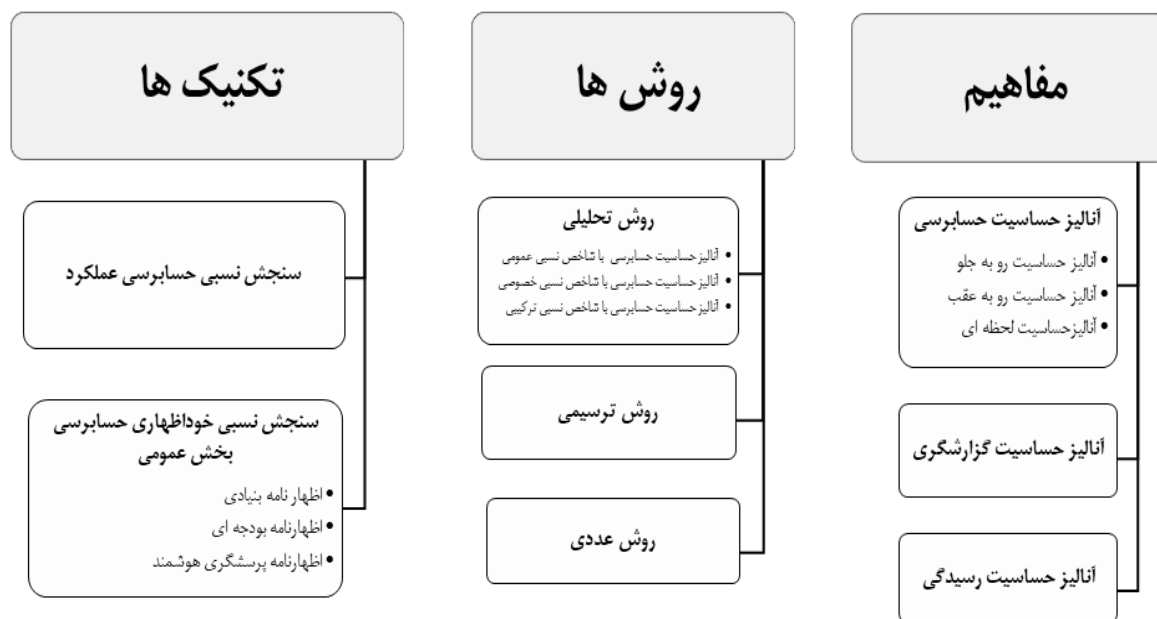 مفاهیم
آنالیز حساسیت حسابرسی
• آنالیز حساسیت رو به جلو
• آنالیز حساسیت رو به عقب
• آنالیزحساسیت لحظه ای
آنالیز حساسیت گزارشگری
آنالیز حساسیت رسیدگی
روش ها
روش تحلیلی
• آنالیز حساسیت حسابرسی با شاخص نسبی عمومی
• آنالیز حساسیت حسابرسی با شاخص نسبی خصوصی
• آنالیز حساسیت حسابرسی با شاخص نسبی ترکیبی
روش ترسیمی
روش عددی
تکنیک ها
سنجش نسبی حسابرسی عملکرد
سنجش نسبی خوداظهاری حسابرسی
بخش عمومی
• اظهار نامه بنیادی
• اظهارنامه بودجه ای
• اظهارنامه پرسشگری هوشمند